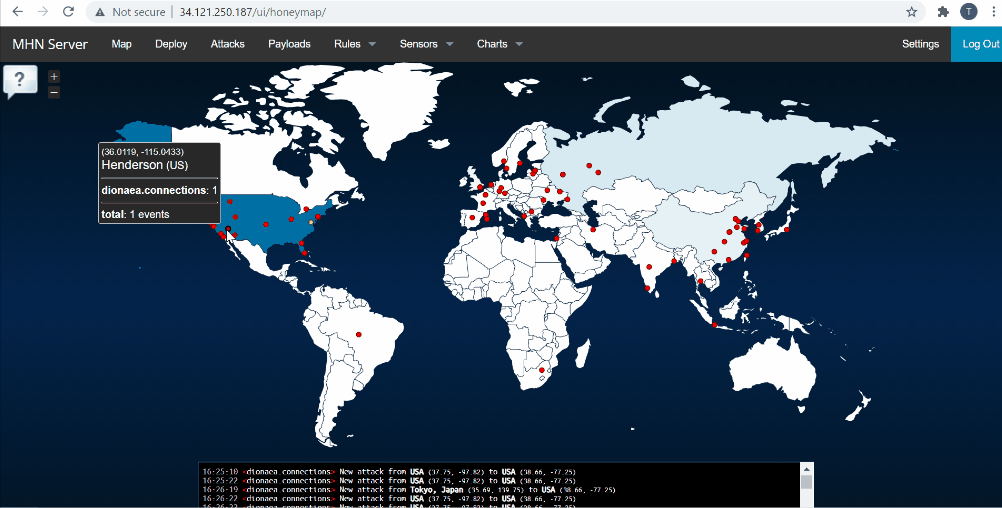 Not secure | 34.121.250.187/ui/honeymap/
T
MHN Server Map Deploy Attacks Payloads Rules Sensors Charts Settings Log Out
?
+
−
(36.0119, -115.0433)
Henderson (US)
dionaea.connections: 1
total: 1 events
16:25:10 <dionaea.connections> New attack from USA (37.75, -97.82) to USA (38.66, -77.25)
16:25:22 <dionaea.connections> New attack from USA (37.75, -97.82) to USA (38.66, -77.25)
16:26:19 <dionaea.connections> New attack from Tokyo, Japan (35.69, 139.75) to USA (38.66, -77.25)
16:26:22 <dionaea.connections> New attack from USA (37.75, -97.82) to USA (38.66, -77.25)